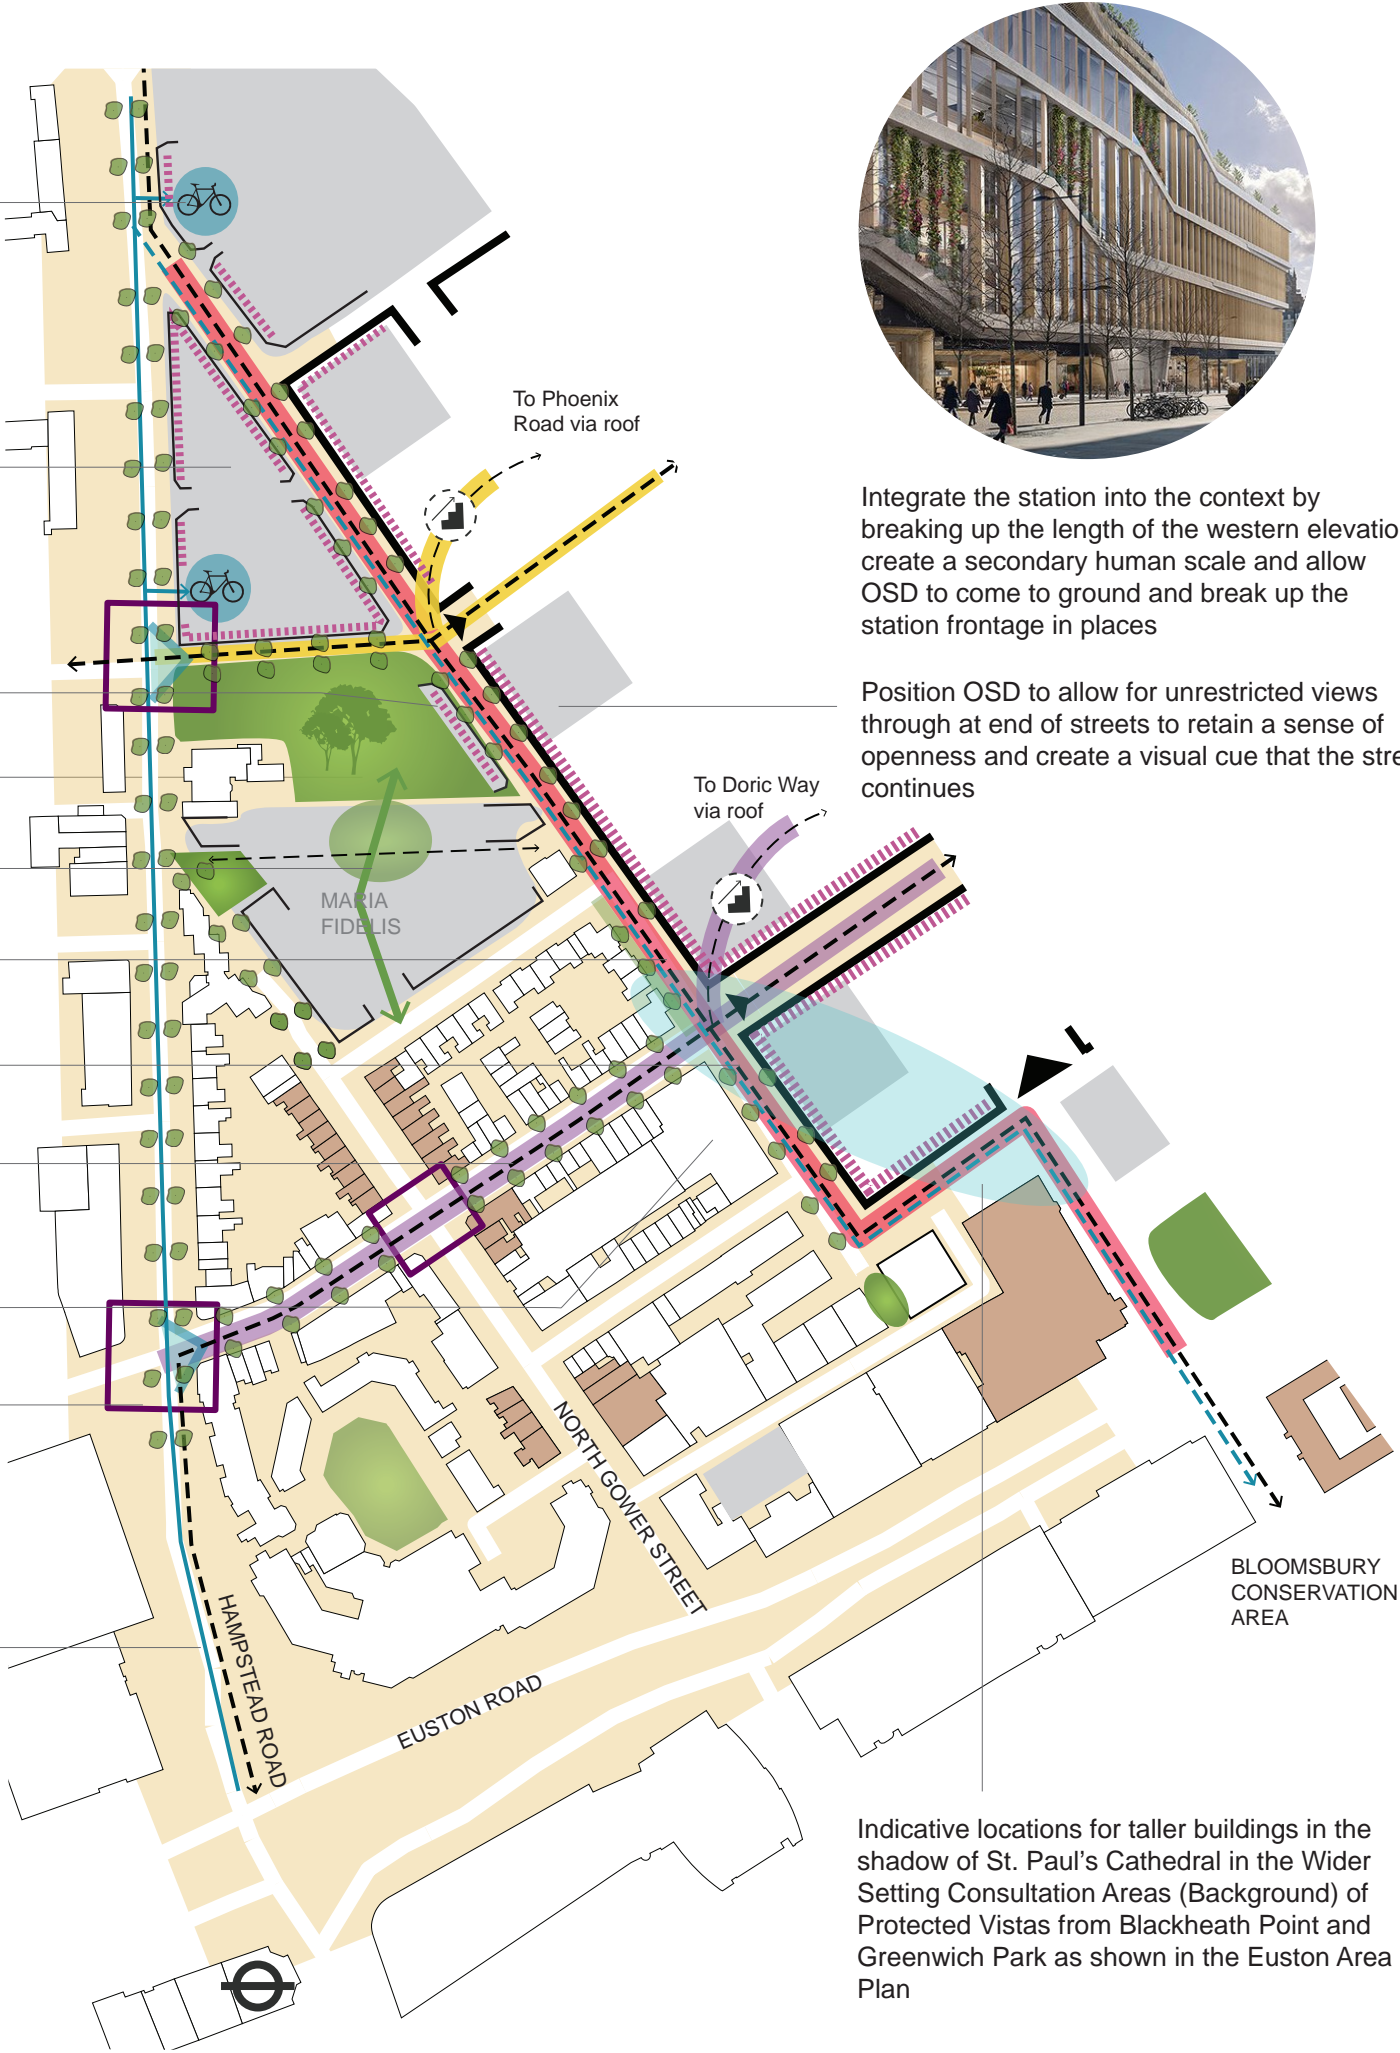 To Phoenix
Road via roof
Integrate the station into the context by
breaking up the length of the western elevatio
create a secondary human scale and allow
OSD to come to ground and break up the
station frontage in places
Position OSD to allow for unrestricted views
through at end of streets to retain a sense of
openness and create a visual cue that the stre
continues
To Doric Way
via roof
MARIA
FIDELIS
NORTH GOWER STREET
HAMPSTEAD ROAD
EUSTON ROAD
BLOOMSBURY
CONSERVATION
AREA
Indicative locations for taller buildings in the
shadow of St. Paul's Cathedral in the Wider
Setting Consultation Areas (Background) of
Protected Vistas from Blackheath Point and
Greenwich Park as shown in the Euston Area
Plan